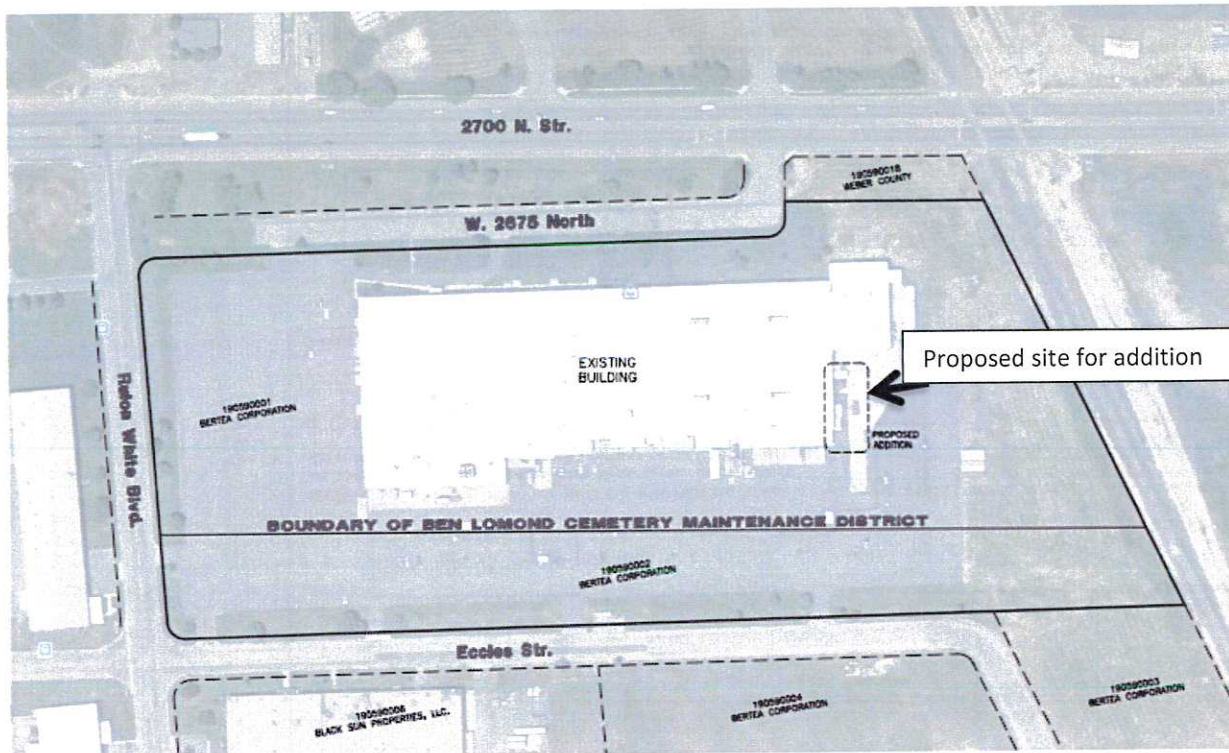 2700 N. Str.
190590018
WEBER COUNTY
W. 2675 North
EXISTING
BUILDING
Proposed site for addition
190590001
BERTEA CORPORATION
PROPOSED
ADDITION
White Blvd.
BOUNDARY OF BEN LOMOND CEMETERY MAINTENANCE DISTRICT
190590002
BERTEA CORPORATION
Eccles Str.
190590006
BLACK SUN PROPERTIES, LLC.
190590004
BERTEA CORPORATION
190590003
BERTEA CORPORATION